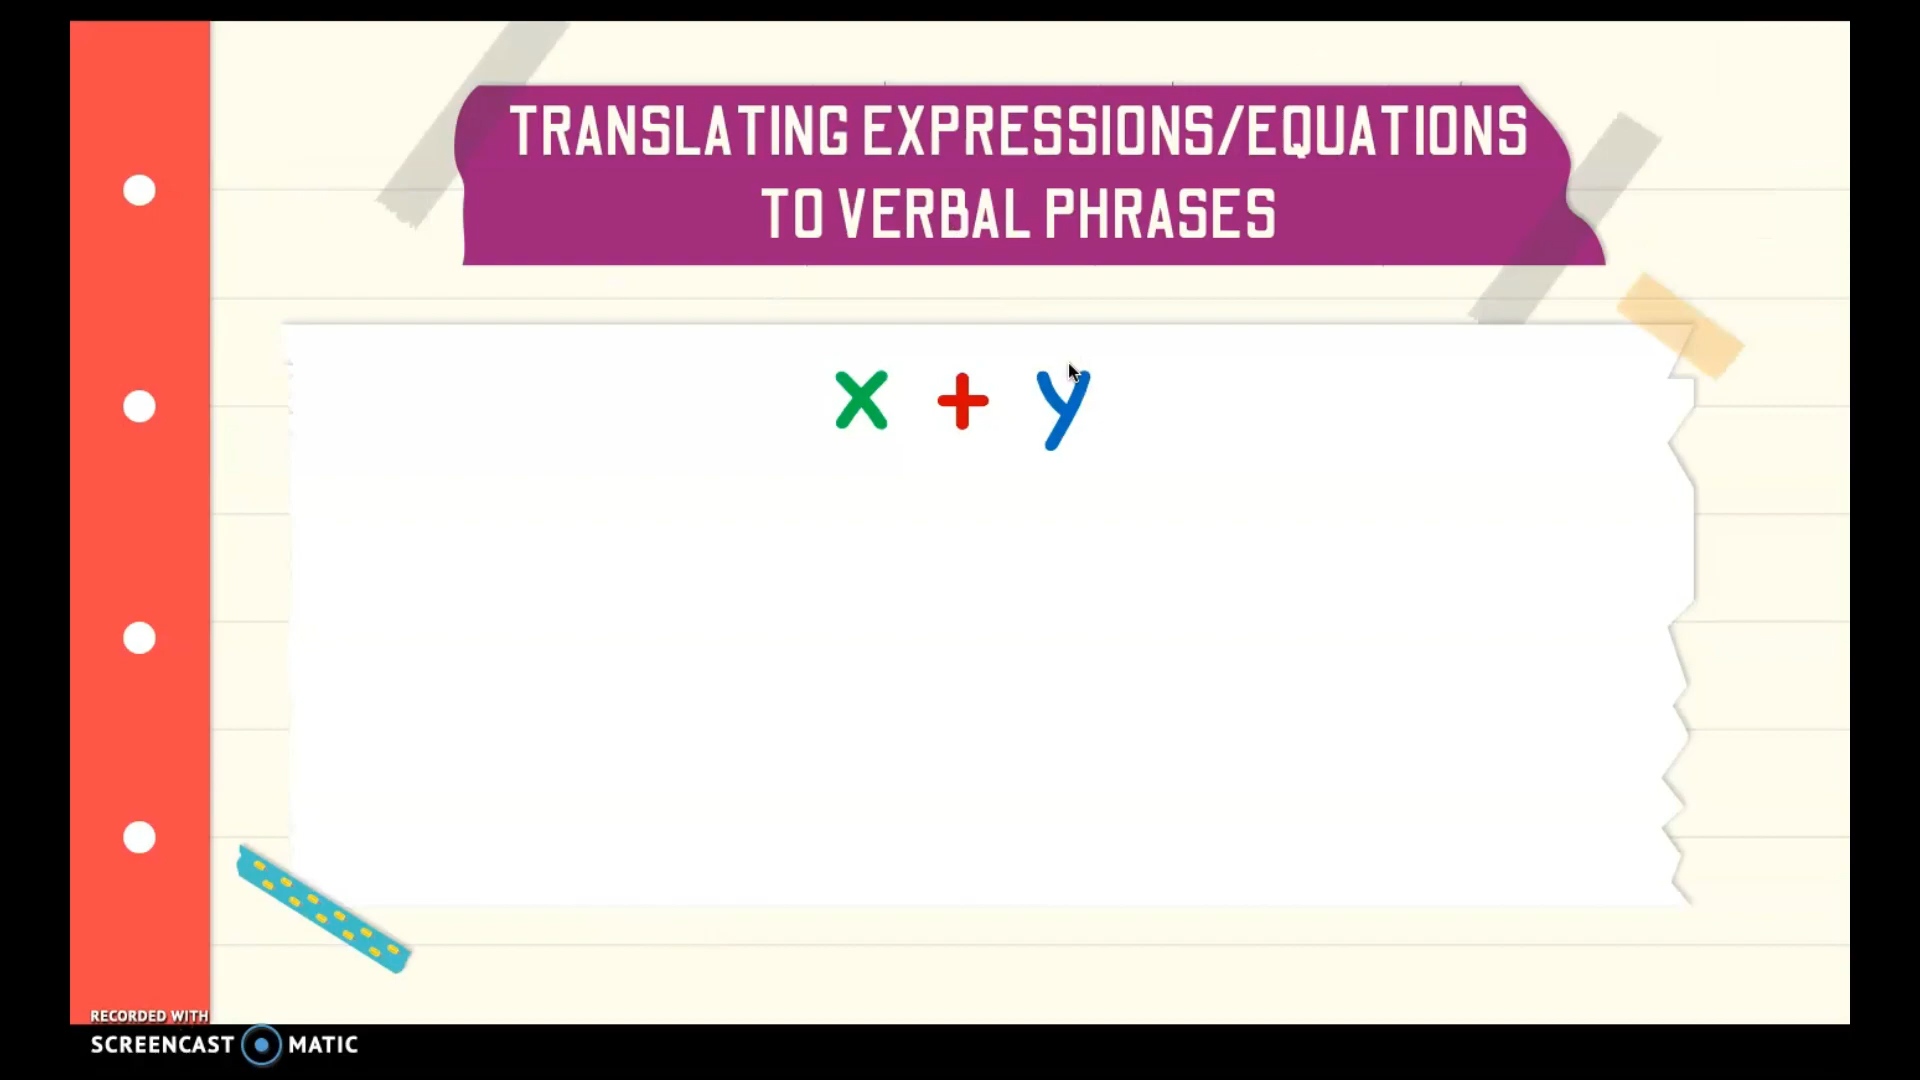 TRANSLATING EXPRESSIONS/EQUATIONS
TO VERBAL PHRASES
x + y
RECORDED WITH
SCREENCAST MATIC